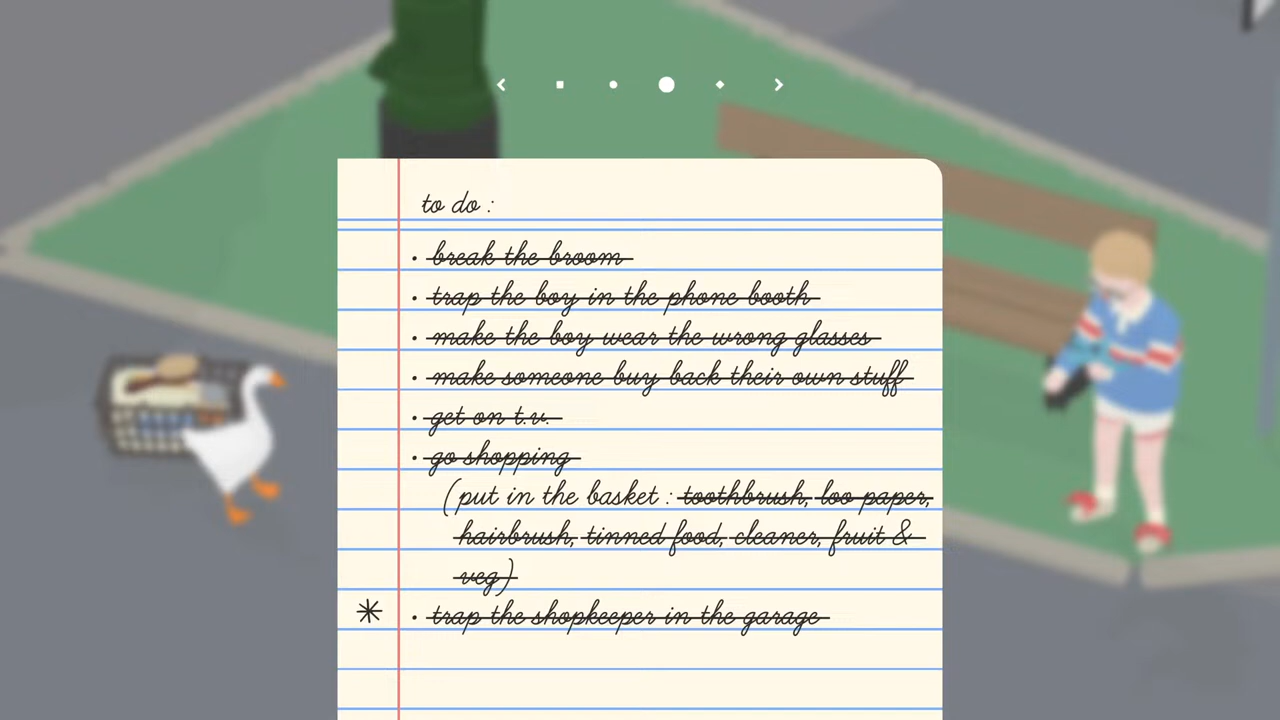 to do :
• break the broom
• trap the boy in the phone booth
• make the boy wear the wrong glasses
• make someone buy back their own stuff
• get on t.v.
• go shopping
(put in the basket : toothbrush, loo paper,
hairbrush, tinned food, cleaner, fruit &
veg)
* • trap the shopkeeper in the garage